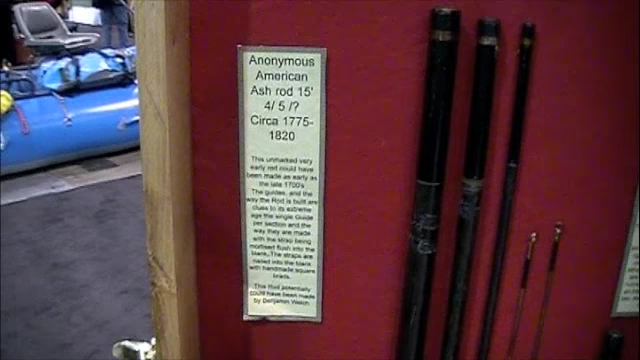 Anonymous
American
Ash rod 15'
4/ 5 /?
Circa 1775-
1820
This unmarked very
early rod could have
been made as early as
the late 1700's
The guides, and the
way the Rod is built are
clues to its extreme
age the single Guide
per section and the
way they are made
with the strap being
mortised flush into the
blank. The straps are
nailed into the blank
with handmade square
brads.
This Rod potentially
could have been made
by Benjamin Welch